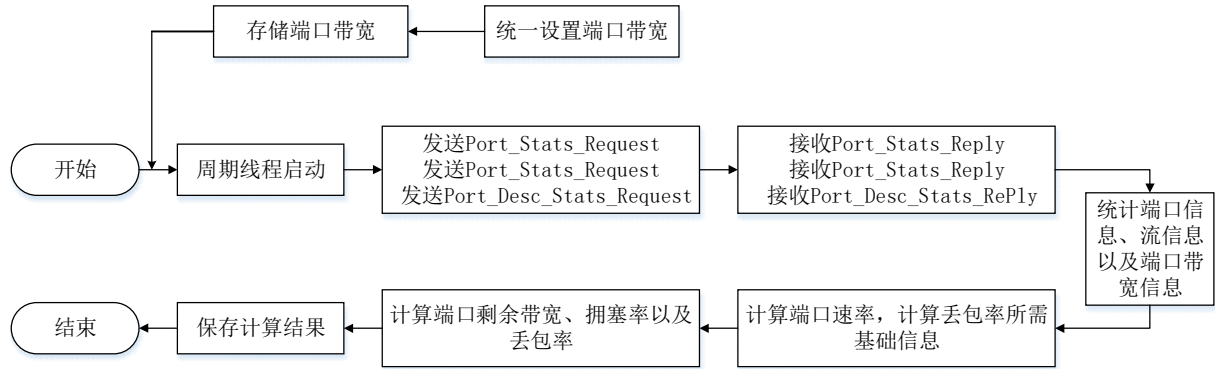 存储端口带宽
统一设置端口带宽
开始
周期线程启动
发送Port_Stats_Request
发送Port_Stats_Request
发送Port_Desc_Stats_Request
接收Port_Stats_Reply
接收Port_Stats_Reply
接收Port_Desc_Stats_RePly
统计端口信
息、流信息
以及端口带
宽信息
结束
保存计算结果
计算端口剩余带宽、拥塞率以及
丢包率
计算端口速率，计算丢包率所需
基础信息